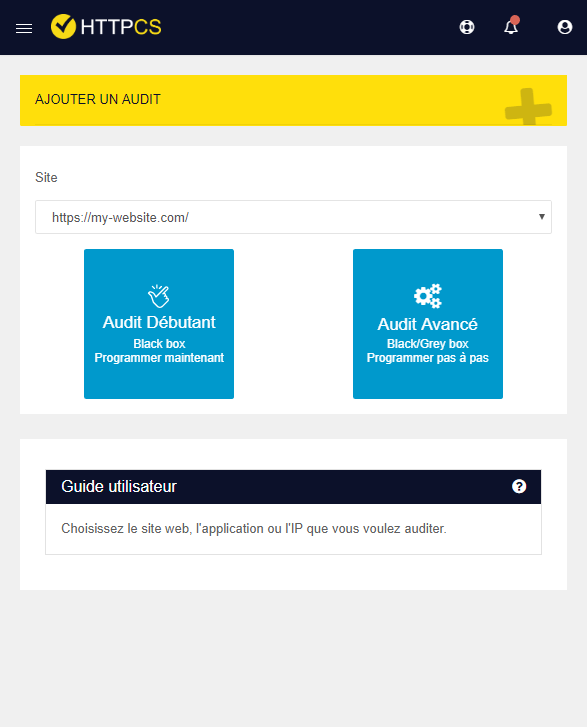 HTTPCS
AJOUTER UN AUDIT
Site
https://my-website.com/
Audit Débutant
Black box
Programmer maintenant
Audit Avancé
Black/Grey box
Programmer pas à pas
Guide utilisateur
Choisissez le site web, l'application ou l'IP que vous voulez auditer.